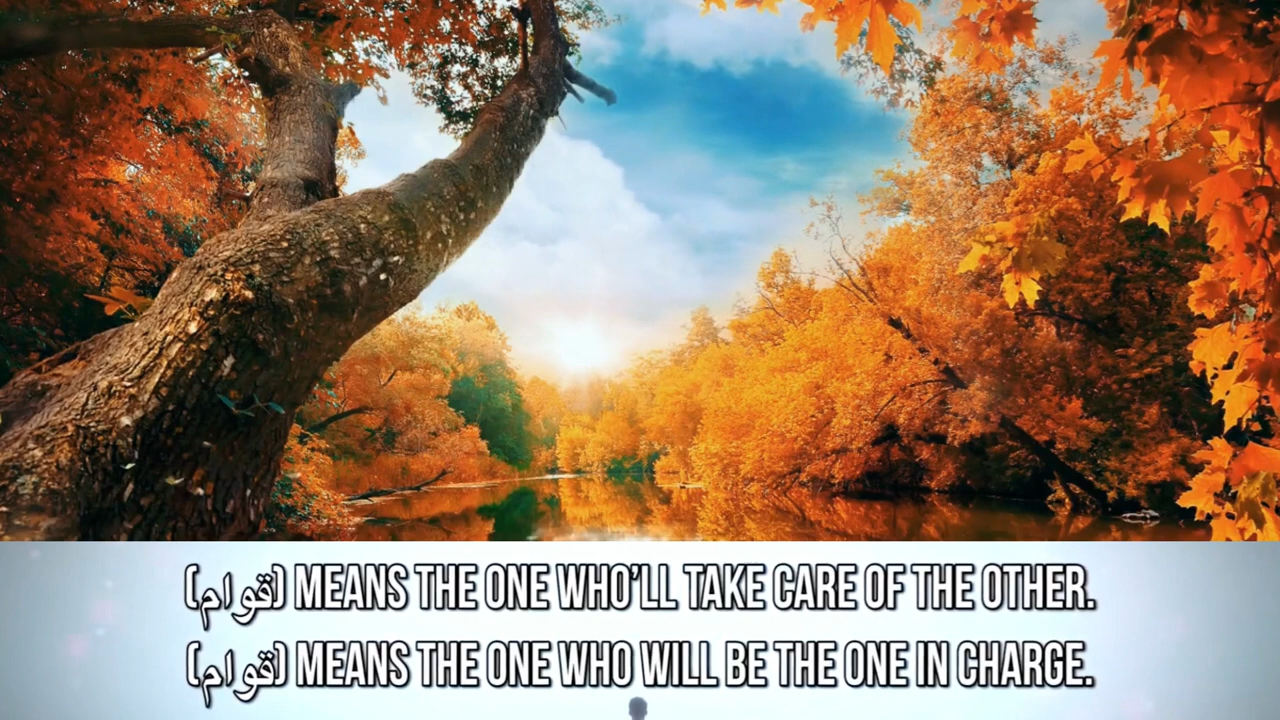 (قوام) MEANS THE ONE WHO'LL TAKE CARE OF THE OTHER.
(قوام) MEANS THE ONE WHO WILL BE THE ONE IN CHARGE.